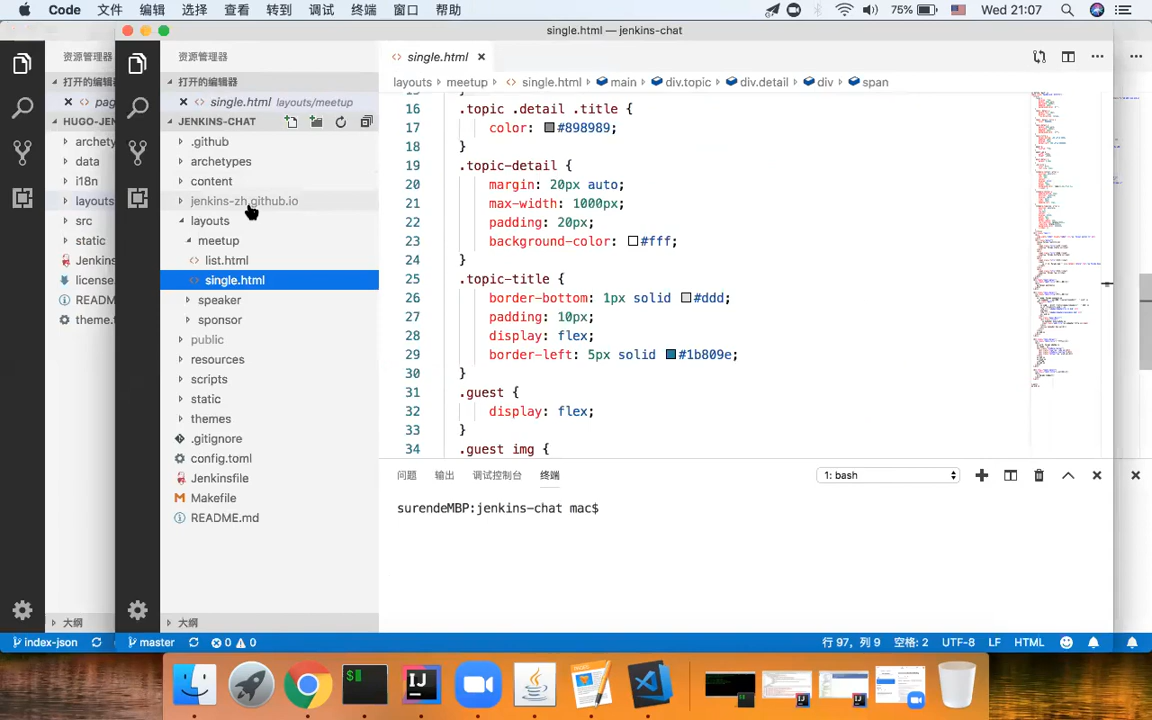 Code 文件 编辑 选择 查看 转到 调试 终端 窗口 帮助 75% Wed 21:07
single.html — jenkins-chat
资源管理器
资源管理器
single.html
打开的编辑
打开的编辑器
layouts meetup single.html main div.topic div.detail div span
pag
single.html layouts/meetup
HUGO-JEN
JENKINS-CHAT
archety
data
i18n
layouts
src
static
Jenkins
license.
READM
theme.t
.github
archetypes
content
jenkins-zh.github.io
layouts
meetup
list.html
single.html
speaker
sponsor
public
resources
scripts
static
themes
.gitignore
config.toml
Jenkinsfile
Makefile
README.md
16 .topic .detail .title {
17 color: #898989;
18 }
19 .topic-detail {
20 margin: 20px auto;
21 max-width: 1000px;
22 padding: 20px;
23 background-color: #fff;
24 }
25 .topic-title {
26 border-bottom: 1px solid #ddd;
27 padding: 10px;
28 display: flex;
29 border-left: 5px solid #1b809e;
30 }
31 .guest {
32 display: flex;
33 }
34 .guest img {
问题 输出 调试控制台 终端 1: bash
surendeMBP:jenkins-chat mac$
大纲
大纲
index-json master 0 0 行 97，列 9 空格: 2 UTF-8 LF HTML